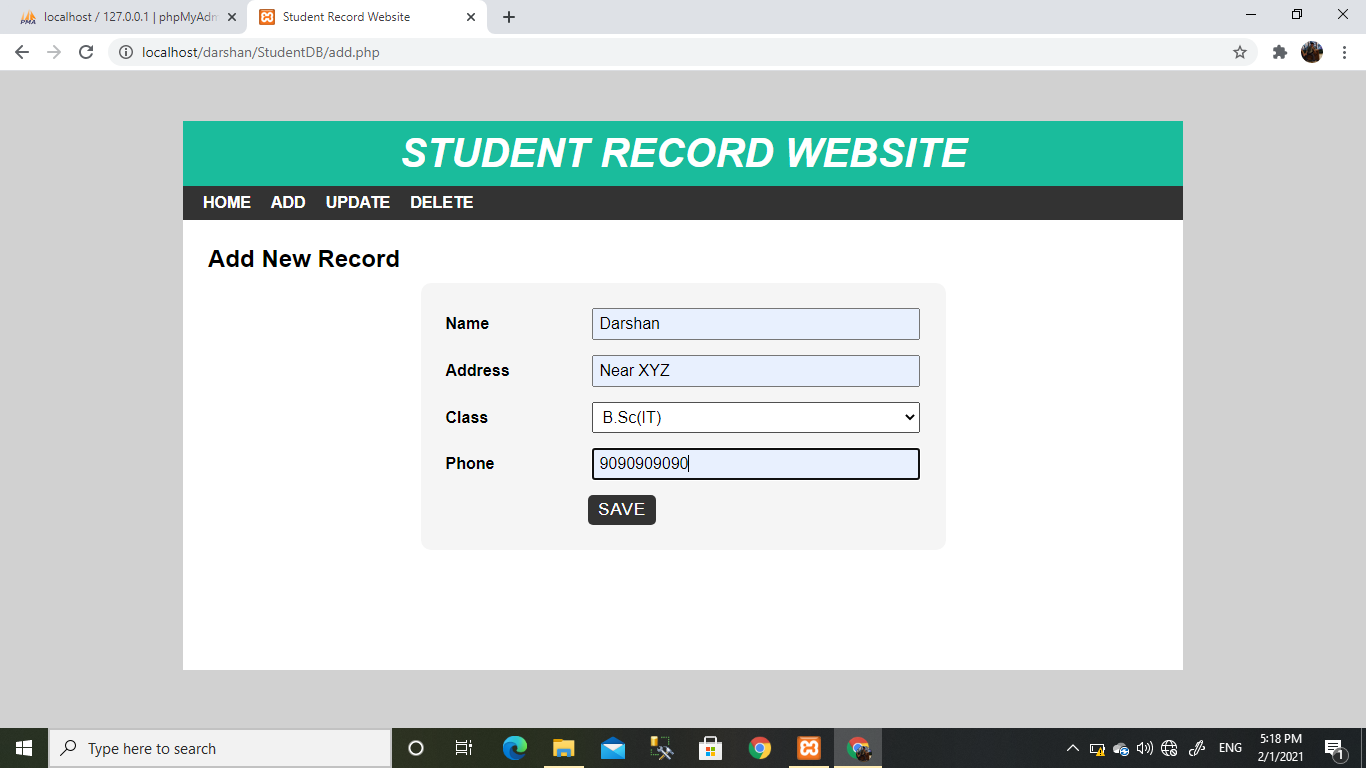 localhost / 127.0.0.1 | phpMyAdm
Student Record Website
localhost/darshan/StudentDB/add.php
STUDENT RECORD WEBSITE
HOME ADD UPDATE DELETE
Add New Record
Name Darshan
Address Near XYZ
Class B.Sc(IT)
Phone 9090909090
SAVE
Type here to search
ENG
5:18 PM
2/1/2021
1